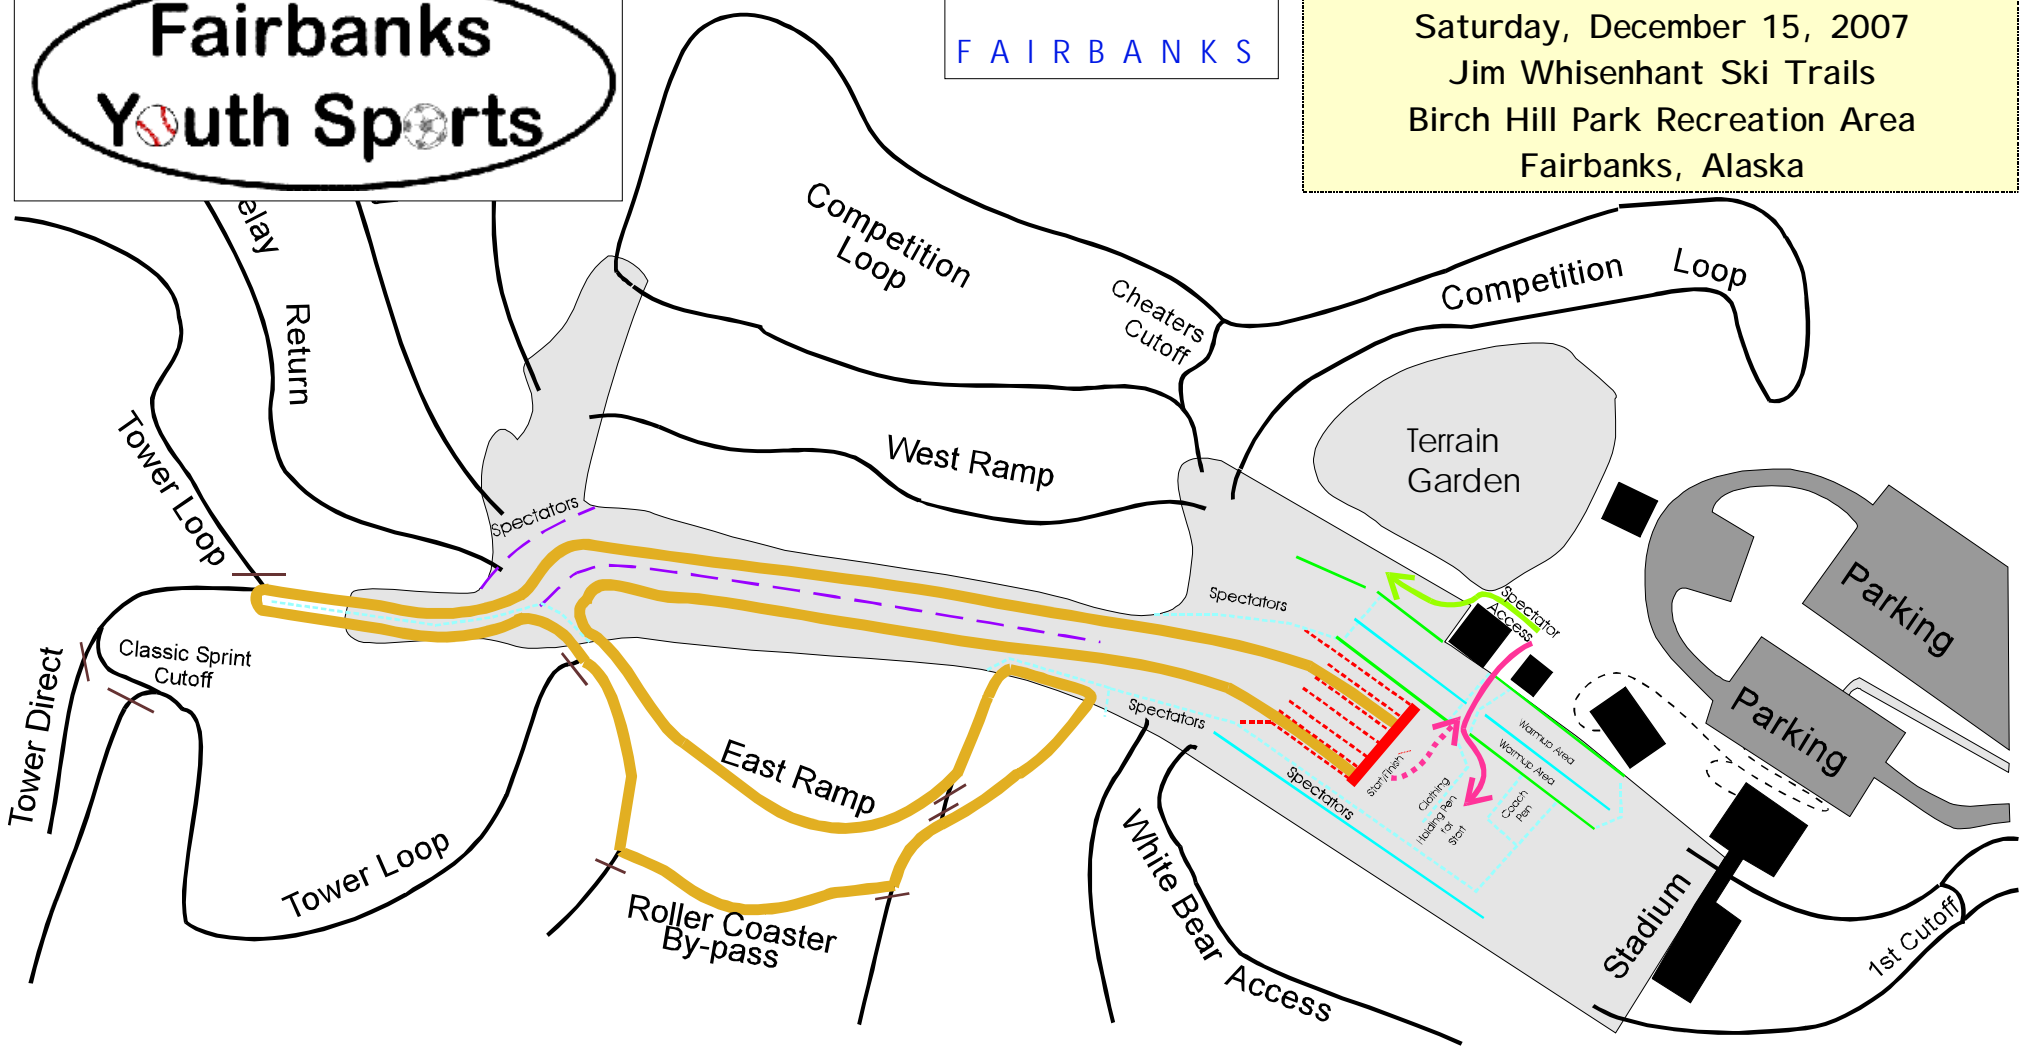 Fairbanks
Youth Sports
FAIRBANKS
Saturday, December 15, 2007
Jim Whisenhant Ski Trails
Birch Hill Park Recreation Area
Fairbanks, Alaska
elay
Return
Competition
Loop
Cheaters
Cutoff
Competition Loop
Terrain
Garden
West Ramp
Tower Loop
Spectators
Spectators
Spectator
Access
Parking
Parking
Classic Sprint
Cutoff
Tower Direct
East Ramp
Spectators
Spectators
Start/Finish
Warmup Area
Warmup Area
Clothing
Holding Pen
for
Start
Coach
Pen
Tower Loop
Roller Coaster
By-pass
White Bear Access
Stadium
1st Cutoff